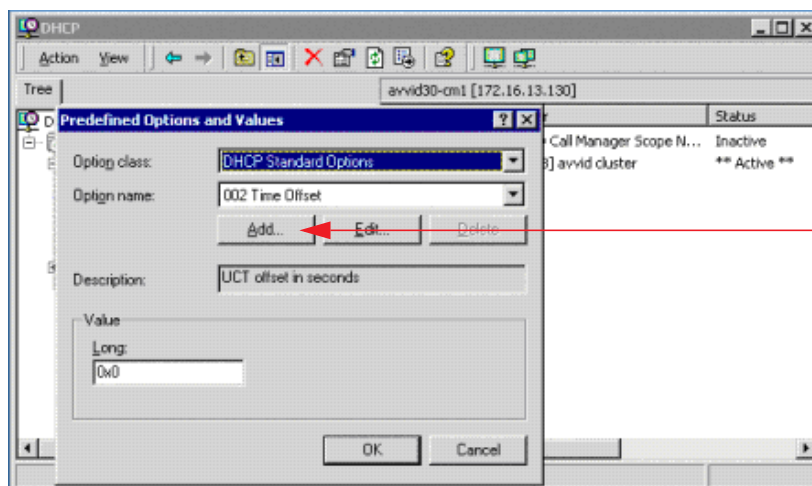 DHCP
Action View
Tree
avvid30-cm1 [172.16.13.130]
Predefined Options and Values
Status
Call Manager Scope N... Inactive
avvid cluster ** Active **
Option class: DHCP Standard Options
Option name: 002 Time Offset
Add... Edit... Delete
Description: UCT offset in seconds
Value
Long:
0x0
OK Cancel